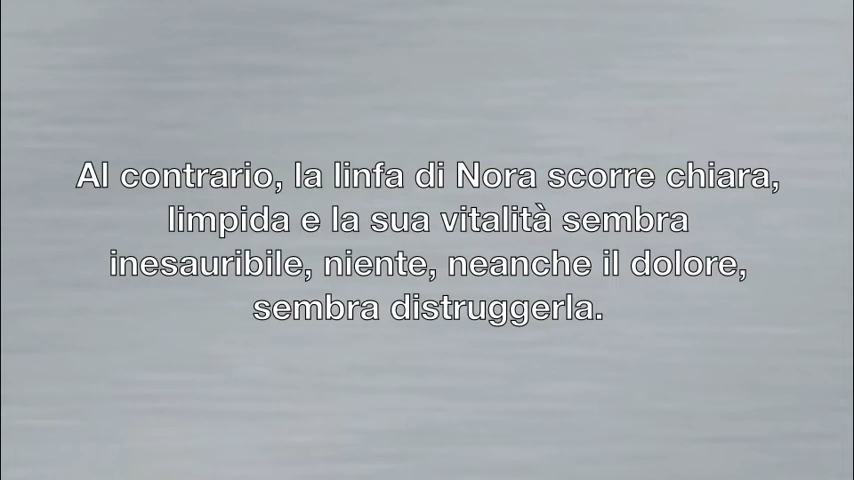 Al contrario, la linfa di Nora scorre chiara,
limpida e la sua vitalità sembra
inesauribile, niente, neanche il dolore,
sembra distruggerla.